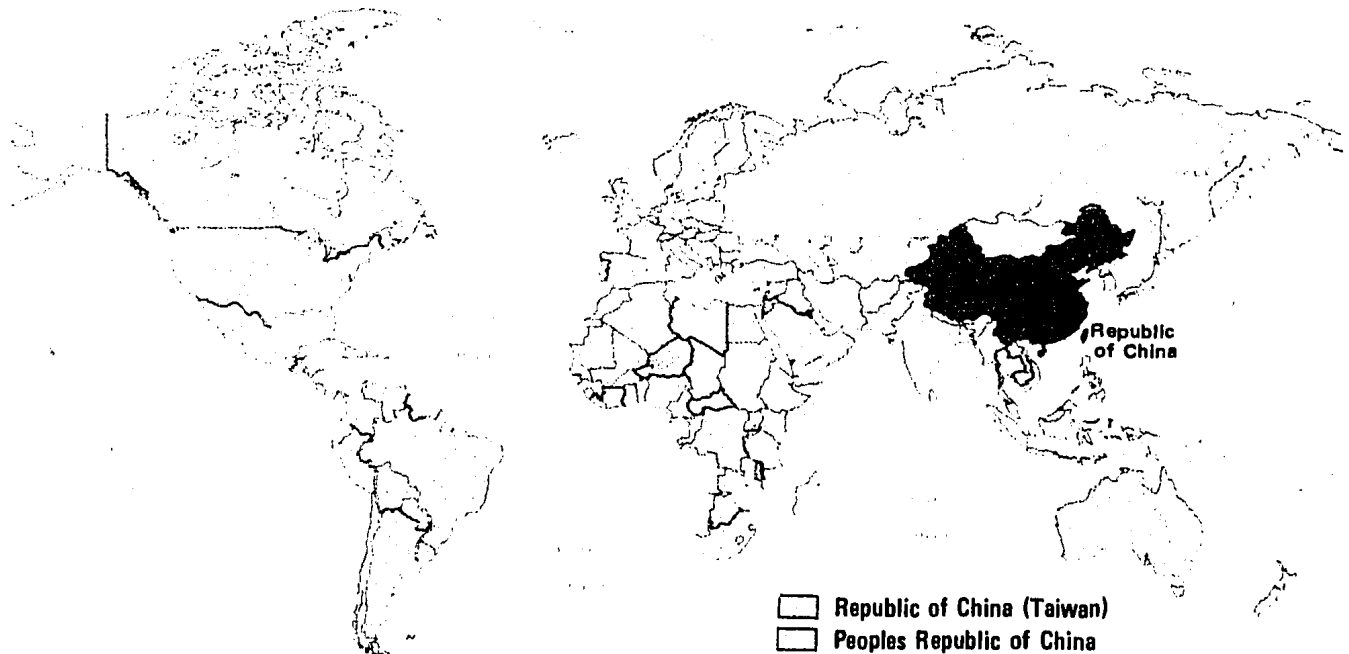 Republic
of China
Republic of China (Taiwan)
Peoples Republic of China